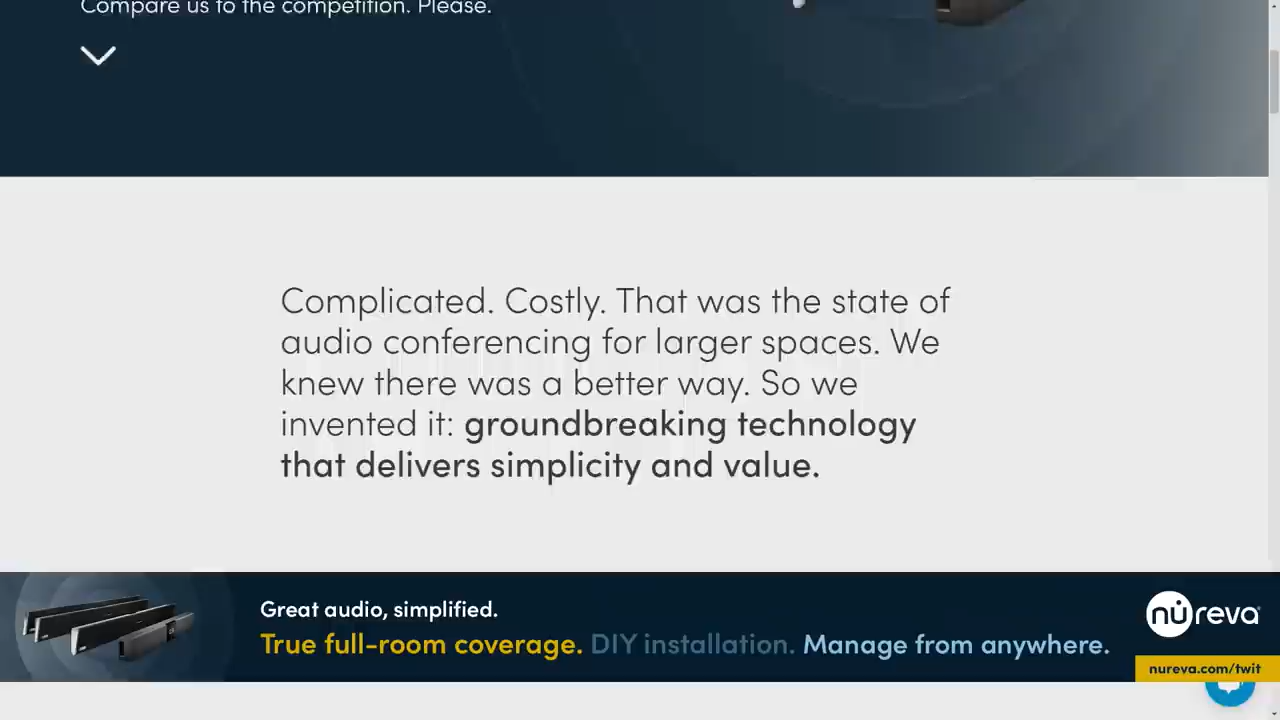 Compare us to the competition. Please.
Complicated. Costly. That was the state of
audio conferencing for larger spaces. We
knew there was a better way. So we
invented it: groundbreaking technology
that delivers simplicity and value.
Great audio, simplified.
True full-room coverage. DIY installation. Manage from anywhere.
nureva
nureva.com/twit